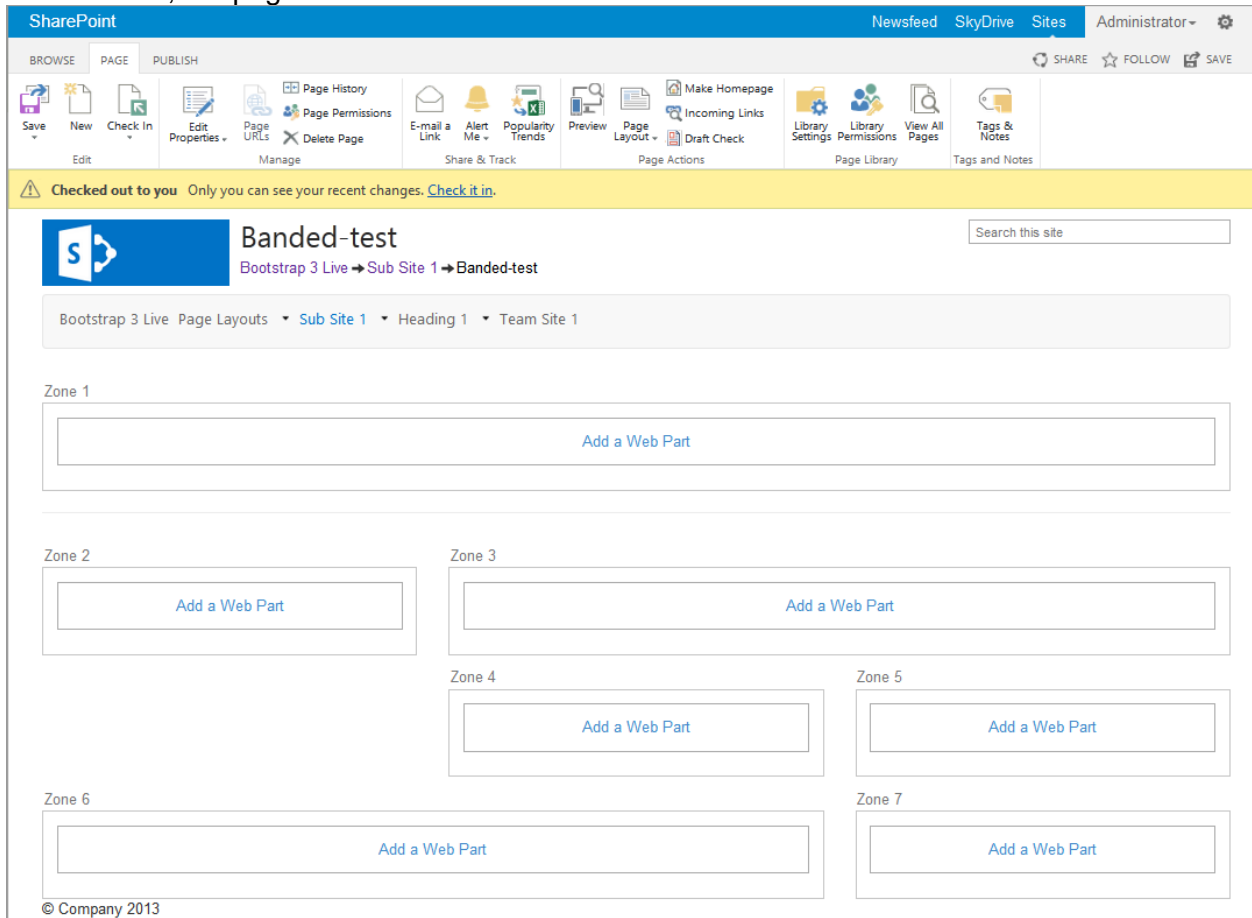 SharePoint Newsfeed SkyDrive Sites Administrator
BROWSE PAGE PUBLISH SHARE FOLLOW SAVE
Save
New
Check In
Edit Properties
Page URLs
Page History
Page Permissions
Delete Page
E-mail a Link
Alert Me
Popularity Trends
Preview
Page Layout
Make Homepage
Incoming Links
Draft Check
Library Settings
Library Permissions
View All Pages
Tags & Notes
Edit Manage Share & Track Page Actions Page Library Tags and Notes
Checked out to you Only you can see your recent changes. Check it in.
S
Banded-test
Search this site
Bootstrap 3 Live Sub Site 1 Banded-test
Bootstrap 3 Live Page Layouts Sub Site 1 Heading 1 Team Site 1
Zone 1
Add a Web Part
Zone 2 Zone 3
Add a Web Part Add a Web Part
Zone 4 Zone 5
Add a Web Part Add a Web Part
Zone 6 Zone 7
Add a Web Part Add a Web Part
© Company 2013